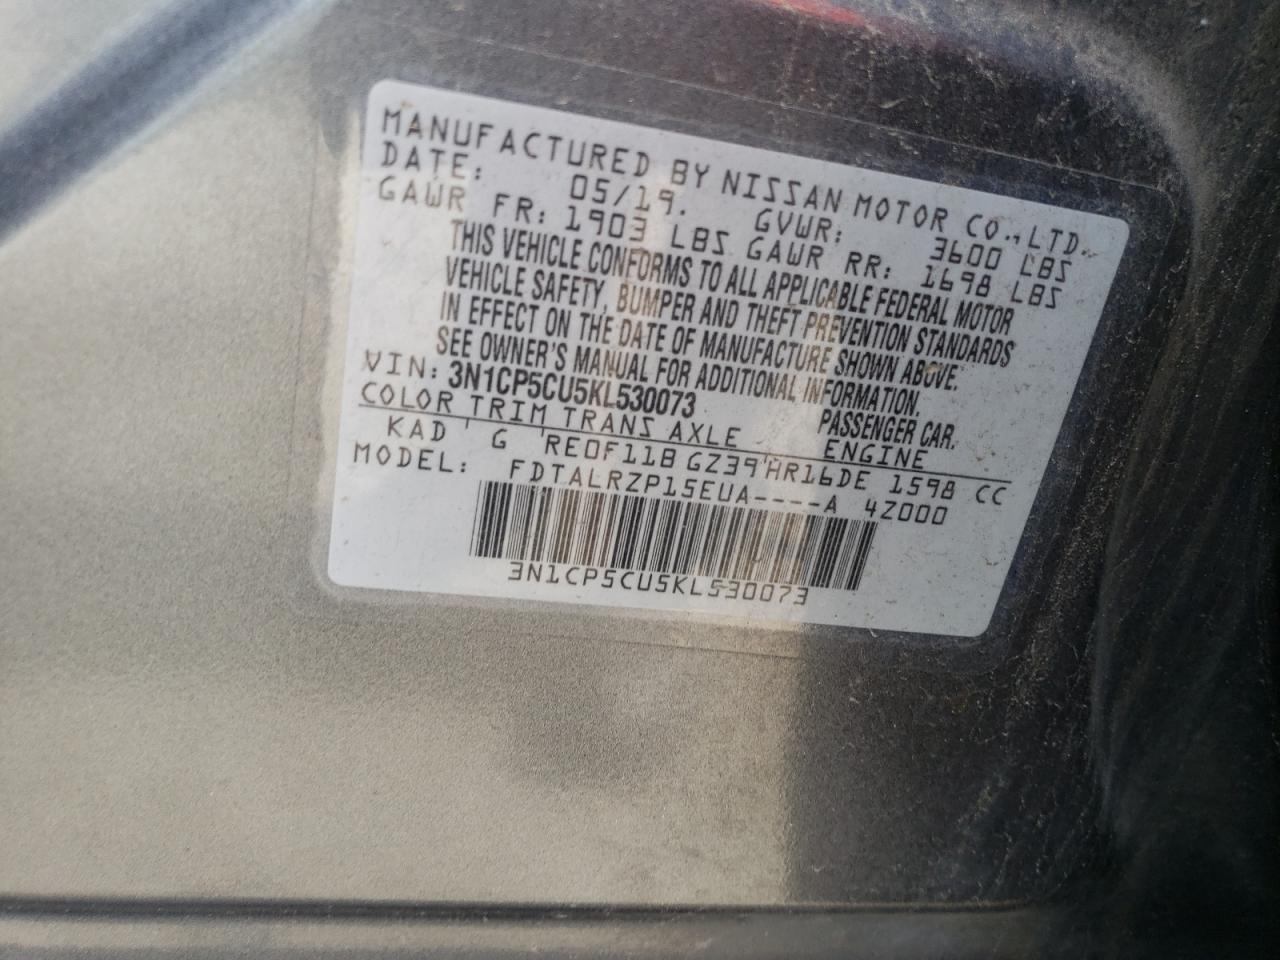 MANUFACTURED BY NISSAN MOTOR CO.,LTD.
DATE: 05/19. GVWR: 3600 LBS
GAWR FR: 1903 LBS GAWR RR: 1698 LBS
THIS VEHICLE CONFORMS TO ALL APPLICABLE FEDERAL MOTOR
VEHICLE SAFETY, BUMPER AND THEFT PREVENTION STANDARDS
IN EFFECT ON THE DATE OF MANUFACTURE SHOWN ABOVE.
SEE OWNER'S MANUAL FOR ADDITIONAL INFORMATION.
VIN: 3N1CP5CU5KL530073 PASSENGER CAR.
COLOR TRIM TRANS AXLE ENGINE
KAD G RE0F11B GZ39 HR16DE 1598 CC
MODEL: FDTALRZP15EUA----A 4Z000
3N1CP5CU5KL530073